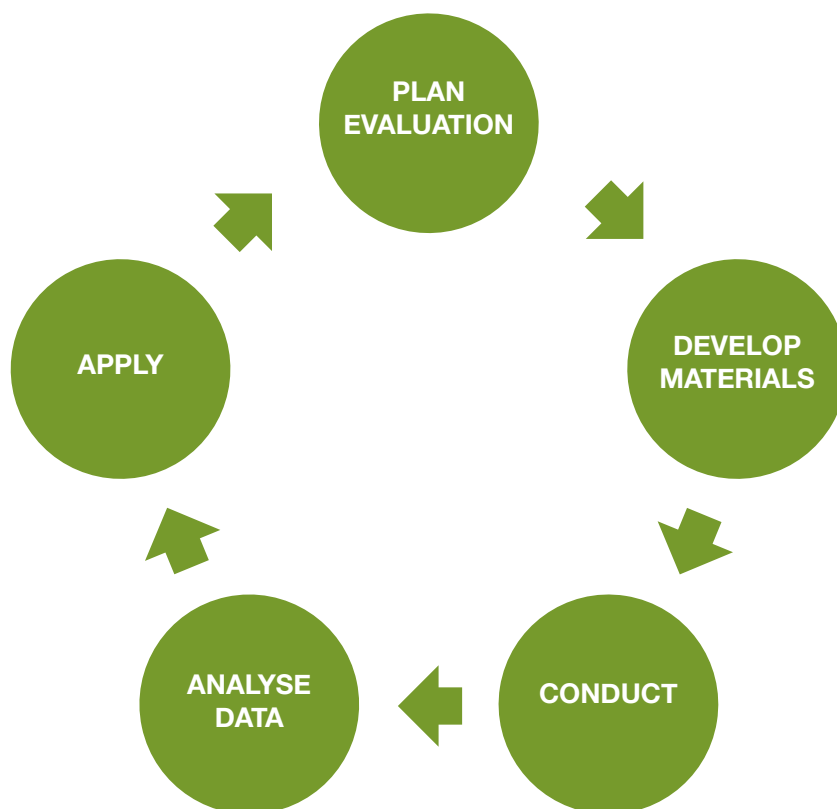 PLAN
EVALUATION
DEVELOP
MATERIALS
CONDUCT
ANALYSE
DATA
APPLY